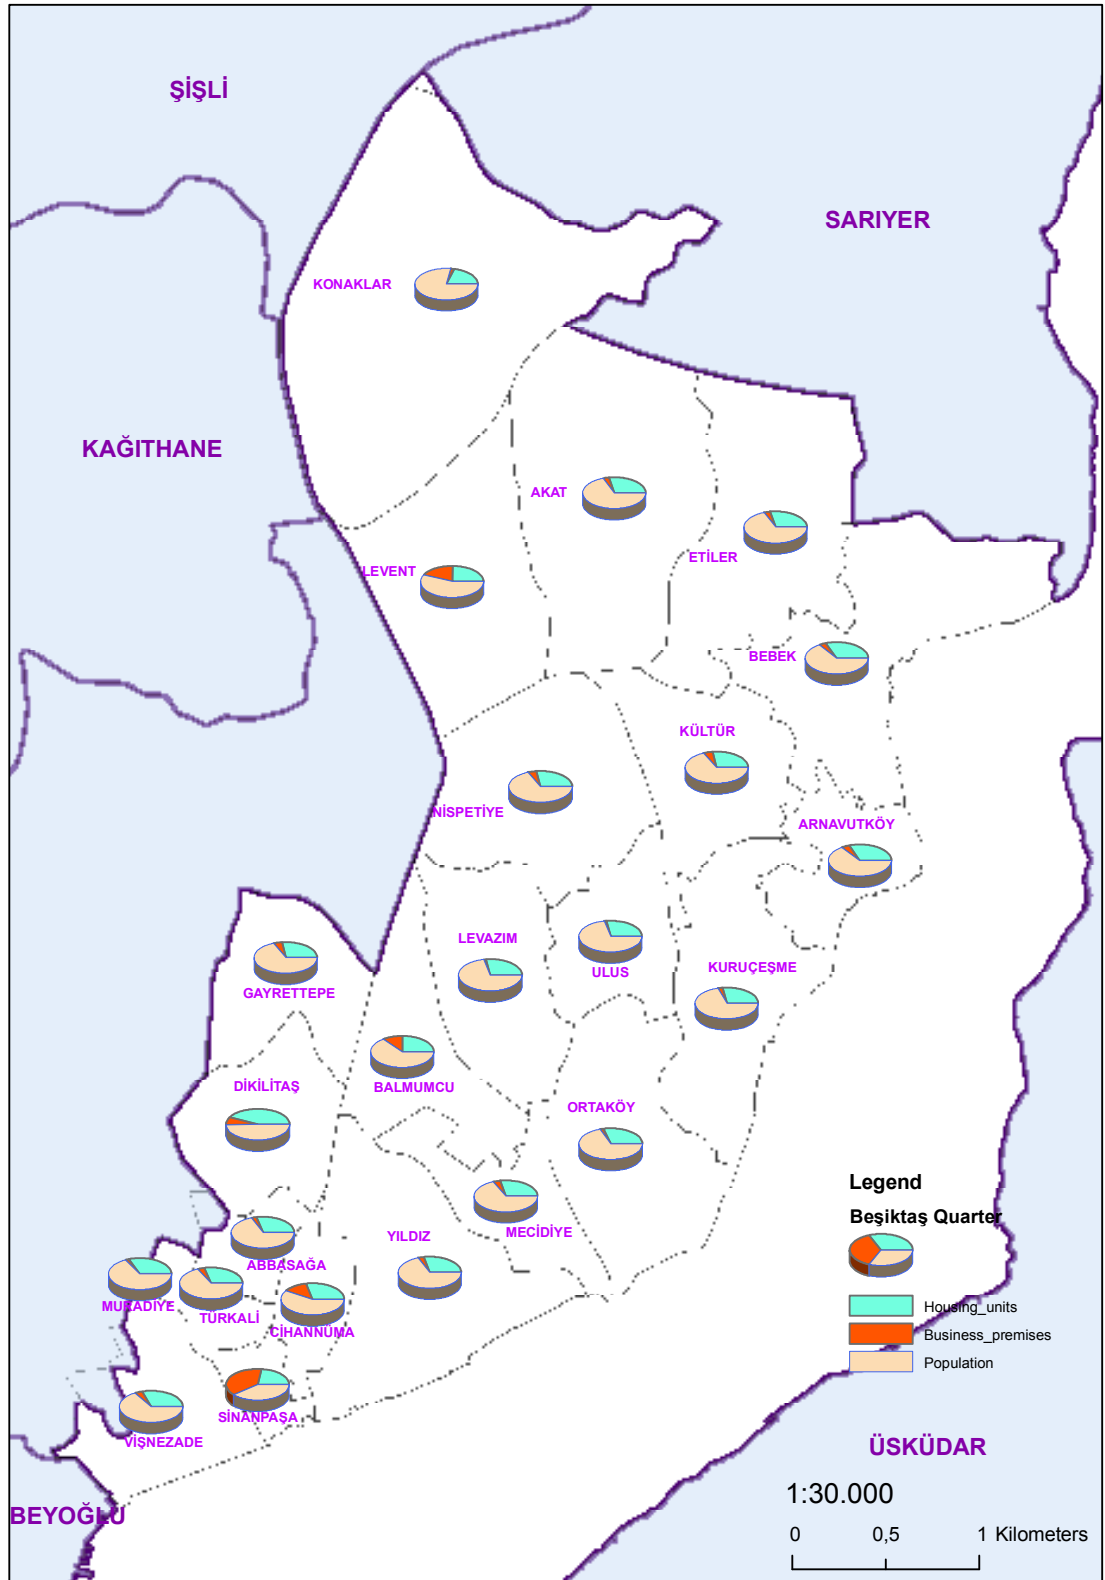 ŞİŞLİ
SARIYER
KONAKLAR
KAĞITHANE
AKAT
ETİLER
LEVENT
BEBEK
KÜLTÜR
NİSPETİYE
ARNAVUTKÖY
LEVAZIM
ULUS
KURUÇEŞME
GAYRETTEPE
BALMUMCU
DİKİLİTAŞ
ORTAKÖY
MECİDİYE
YILDIZ
ABBASAĞA
MURADİYE
TÜRKALİ
CİHANNUMA
SİNANPAŞA
VİŞNEZADE
Legend
Beşiktaş Quarter
Housing_units
Business_premises
Population
ÜSKÜDAR
BEYOĞLU
1:30.000
0 0,5 1 Kilometers